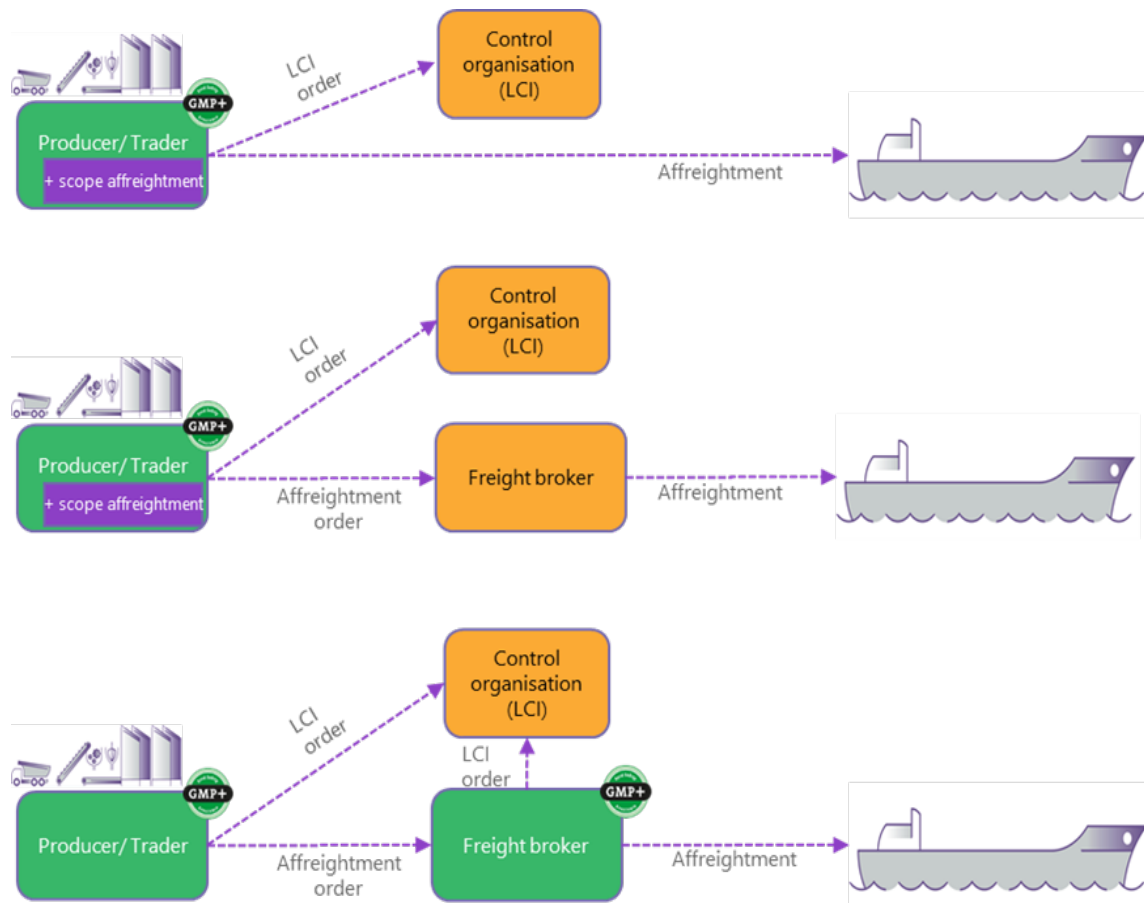 Control
organisation
(LCI)
LCI
order
GMP+
Producer/ Trader
+ scope affreightment
Affreightment
Control
organisation
(LCI)
LCI
order
GMP+
Producer/ Trader
+ scope affreightment
Affreightment
order
Freight broker
Affreightment
Control
organisation
(LCI)
LCI
order
LCI
order
GMP+
Producer/ Trader
Affreightment
order
GMP+
Freight broker
Affreightment